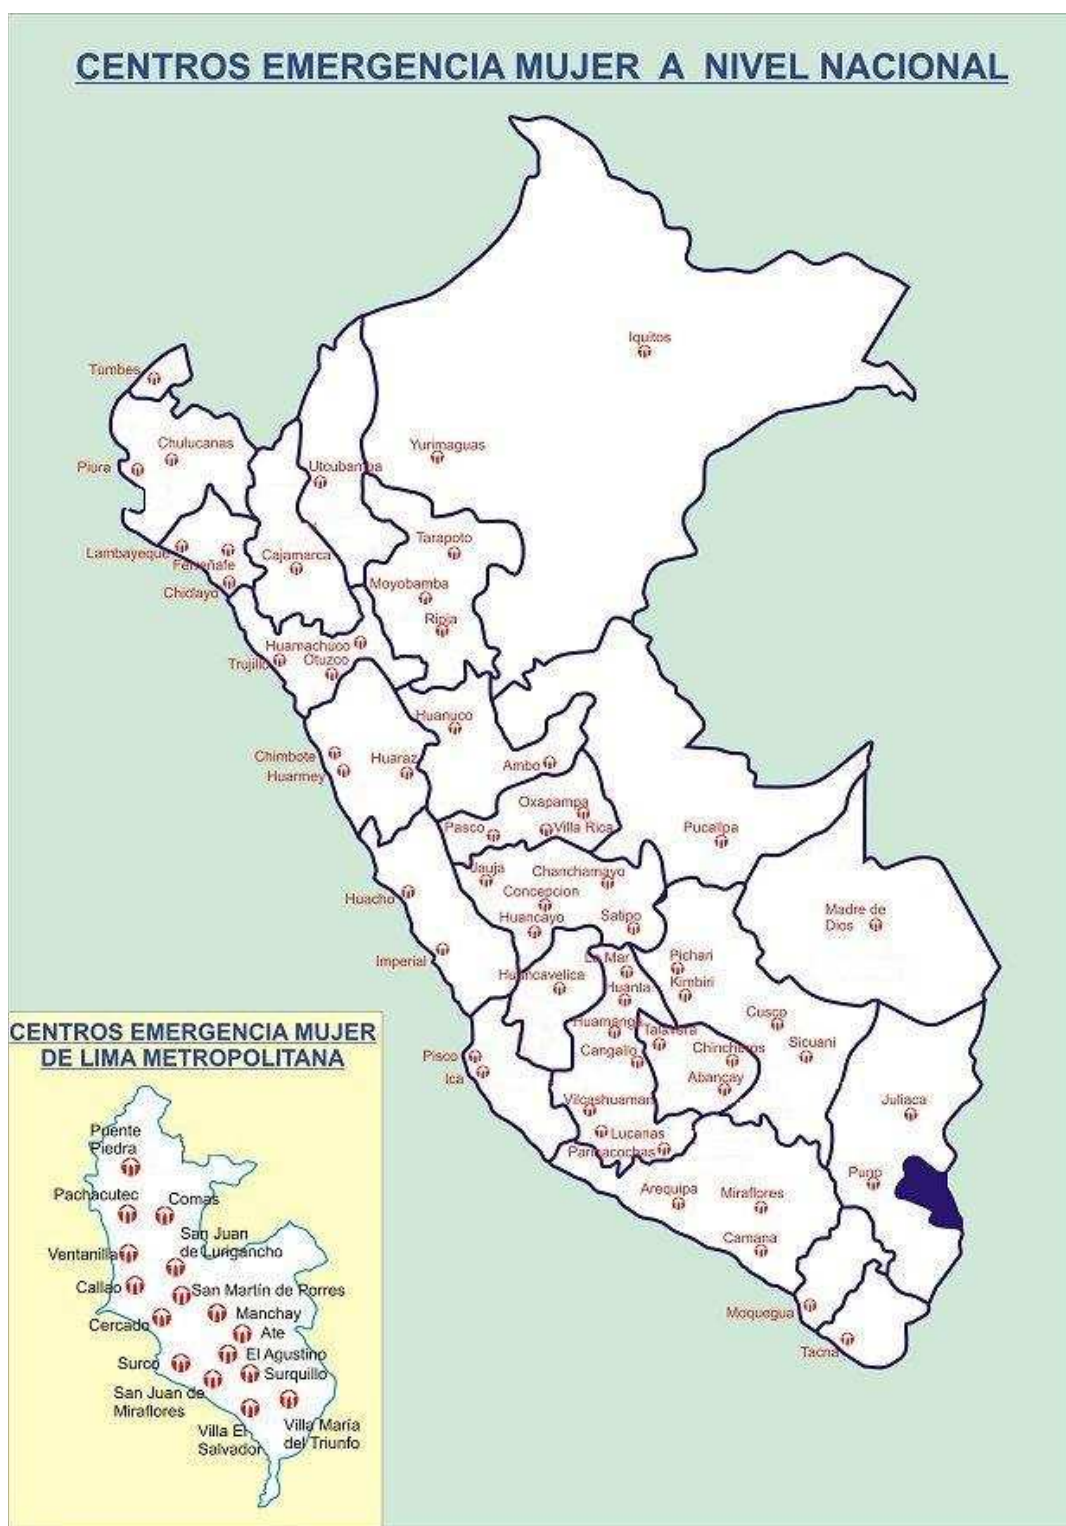 CENTROS EMERGENCIA MUJER A NIVEL NACIONAL
Iquitos
Tumbes
Chulucanas
Yurimaguas
Piura
Utcubamba
Tarapoto
Lambayeque
Cajamarca
Ferreñafe
Moyobamba
Chiclayo
Rioja
Huamachuco
Otuzco
Trujillo
Huanuco
Chimbote
Huaraz
Huarmey
Ambo
Oxapampa
Pasco
Villa Rica
Pucallpa
Jauja
Chanchamayo
Concepcion
Huacho
Huancayo
Satipo
Madre de
Dios
Imperial
La Mar
Pichari
Huancavelica
Huanta
Kimbiri
Cusco
Huamanga
Talavera
Sicuani
Pisco
Cangallo
Chincheros
Ica
Abancay
Vilcashuaman
Juliaca
Lucanas
Parinacochas
Puno
Arequipa
Miraflores
Camana
Moquegua
Tacna
CENTROS EMERGENCIA MUJER
DE LIMA METROPOLITANA
Puente
Piedra
Pachacutec
Comas
San Juan
de Lurigancho
Ventanilla
Callao
San Martín de Porres
Manchay
Cercado
Ate
El Agustino
Surco
Surquillo
San Juan de
Miraflores
Villa El
Salvador
Villa María
del Triunfo